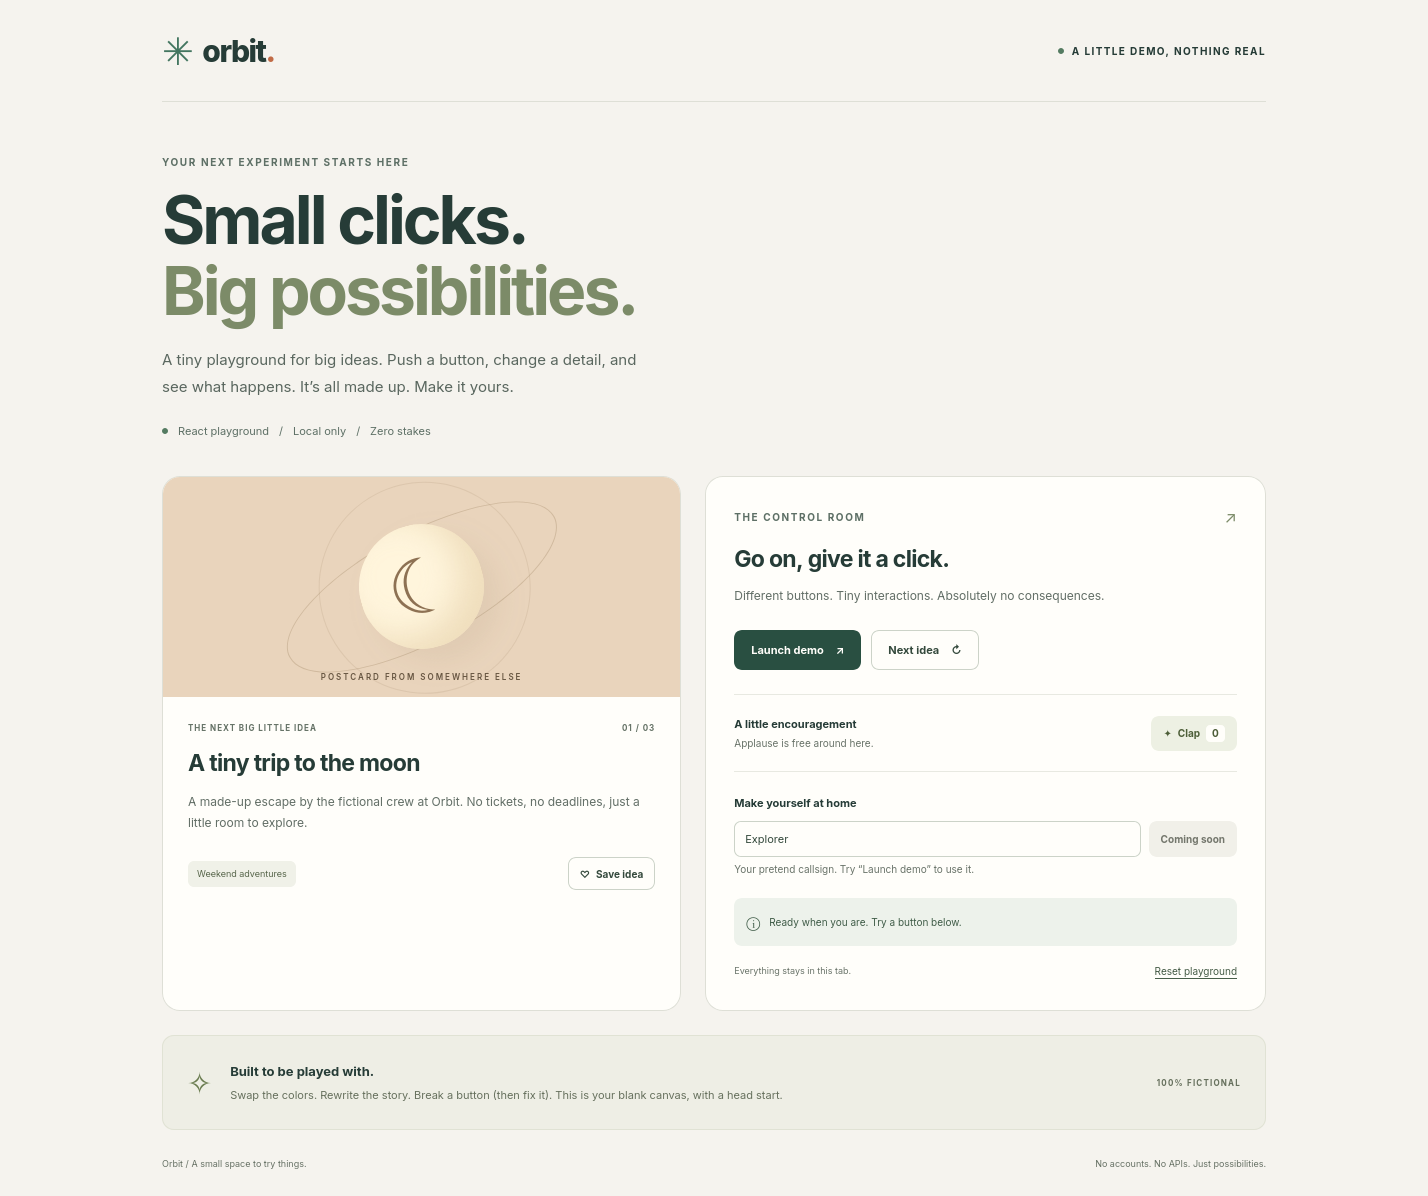 orbit.
A LITTLE DEMO, NOTHING REAL
YOUR NEXT EXPERIMENT STARTS HERE
Small clicks.
Big possibilities.
A tiny playground for big ideas. Push a button, change a detail, and
see what happens. It’s all made up. Make it yours.
React playground / Local only / Zero stakes
POSTCARD FROM SOMEWHERE ELSE
THE NEXT BIG LITTLE IDEA
01 / 03
A tiny trip to the moon
A made-up escape by the fictional crew at Orbit. No tickets, no deadlines, just a
little room to explore.
Weekend adventures
Save idea
THE CONTROL ROOM
Go on, give it a click.
Different buttons. Tiny interactions. Absolutely no consequences.
Launch demo
Next idea
A little encouragement
Applause is free around here.
Clap 0
Make yourself at home
Explorer
Coming soon
Your pretend callsign. Try “Launch demo” to use it.
Ready when you are. Try a button below.
Everything stays in this tab.
Reset playground
Built to be played with.
Swap the colors. Rewrite the story. Break a button (then fix it). This is your blank canvas, with a head start.
100% FICTIONAL
Orbit / A small space to try things.
No accounts. No APIs. Just possibilities.